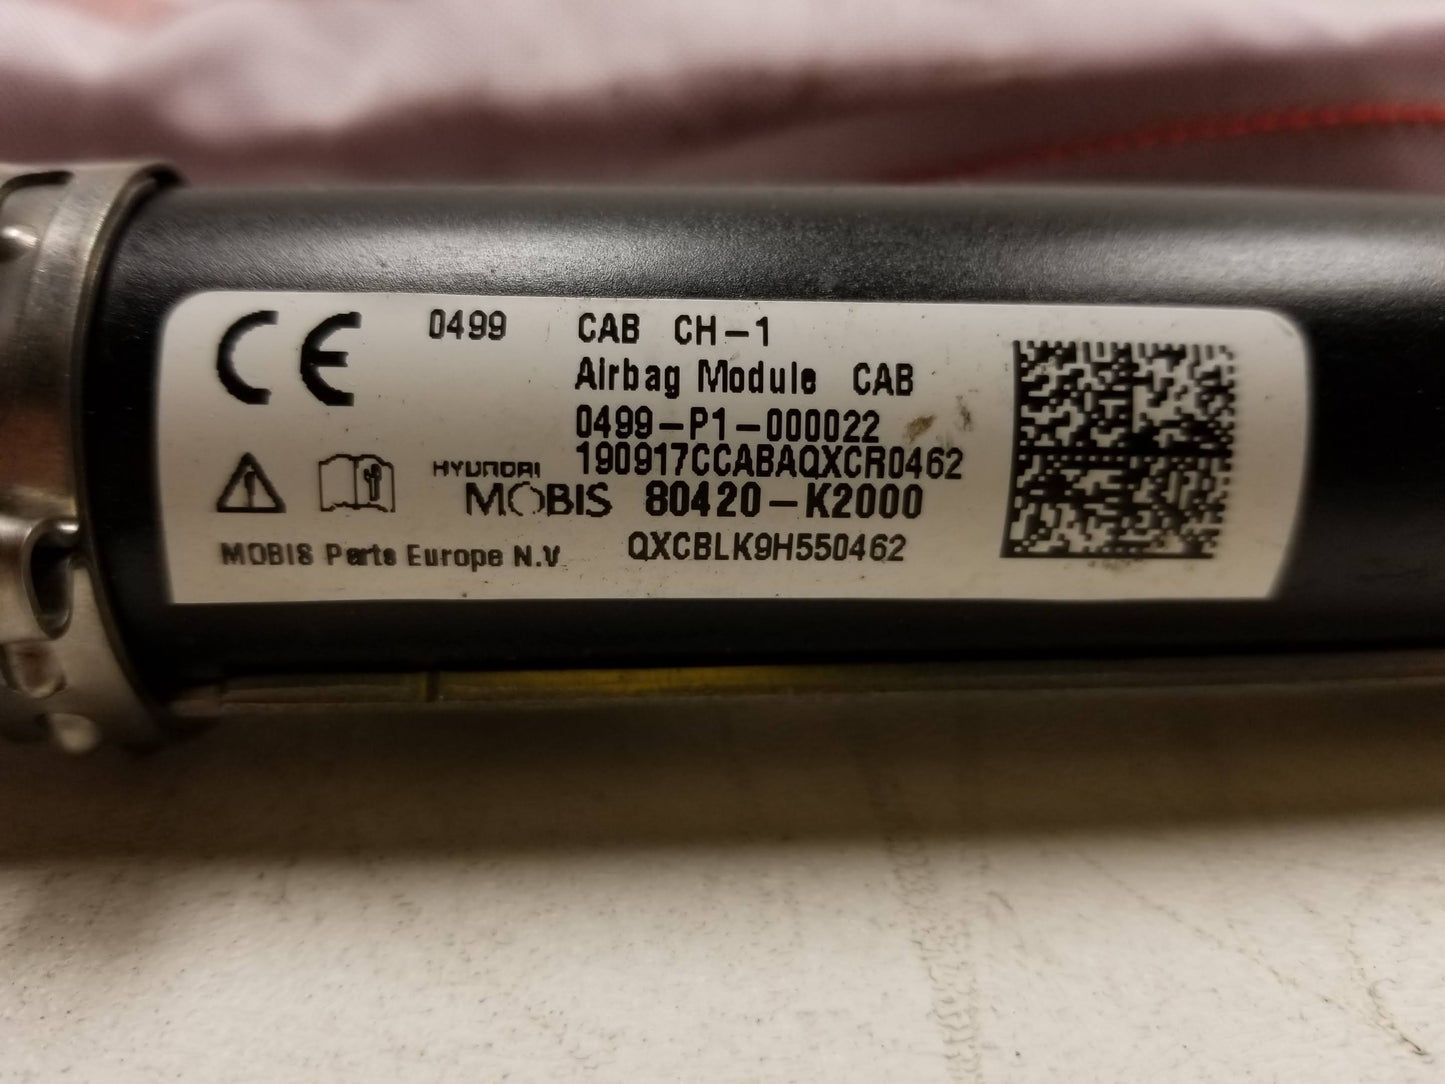 CE 0499 CAB CH-1
Airbag Module CAB
0499-P1-000022
190917CCABAQXCR0462
HYUNDAI
MOBIS 80420-K2000
MOBIS Parts Europe N.V QXCBLK9H550462